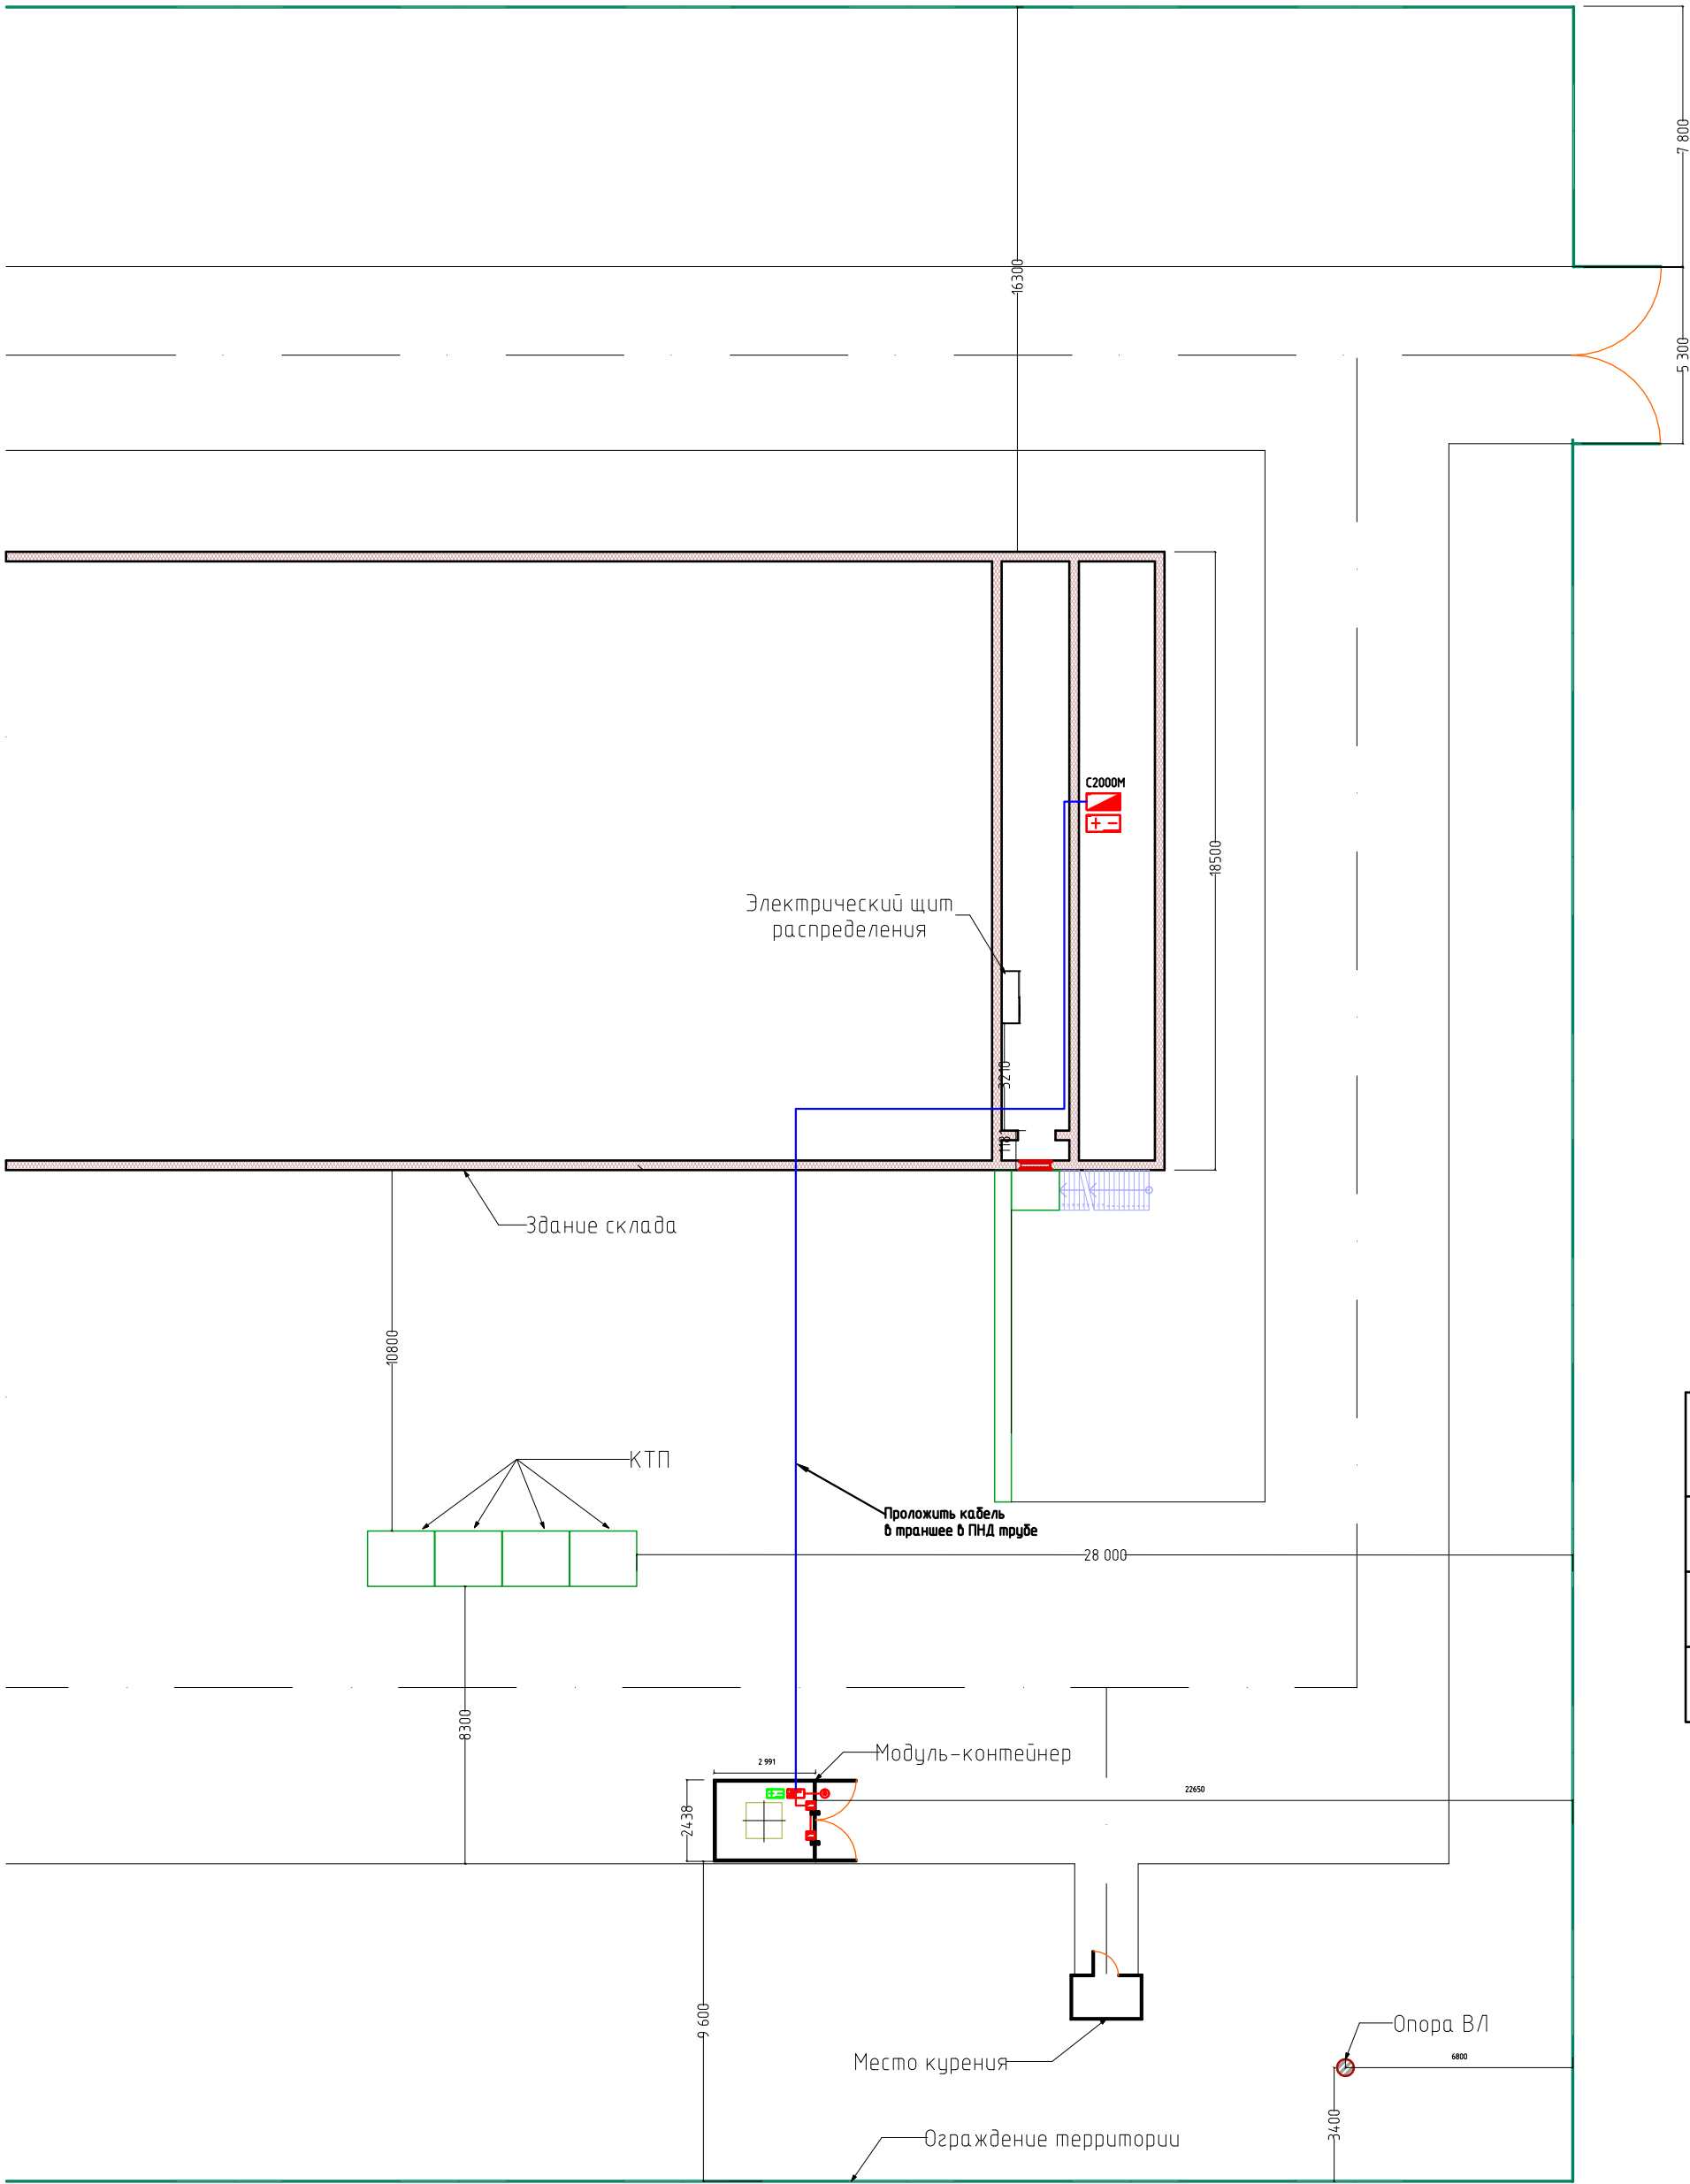 7 800
16300
5 300
С2000М
18500
Электрический щит
распределения
3210
118
Здание склада
10800
КТП
Проложить кабель
в траншее в ПНД трубе
28 000
8300
Модуль-контейнер
2 991
22650
2438
9 600
Опора ВЛ
Место курения
6800
3400
Ограждение территории